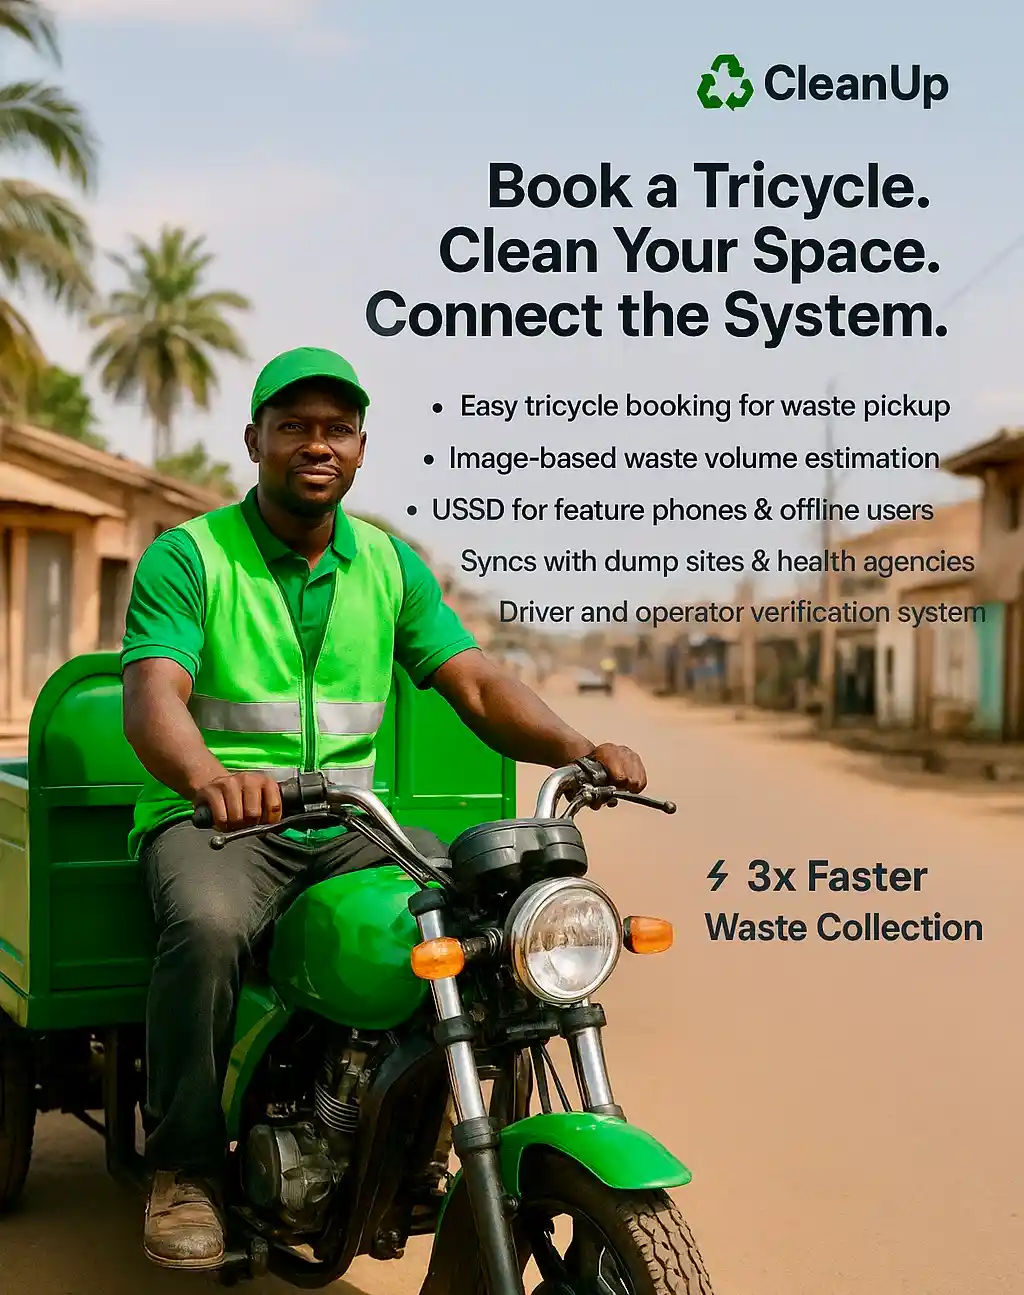 CleanUp
Book a Tricycle.
Clean Your Space.
Connect the System.
• Easy tricycle booking for waste pickup
• Image-based waste volume estimation
• USSD for feature phones & offline users
Syncs with dump sites & health agencies
Driver and operator verification system
⚡ 3x Faster
Waste Collection